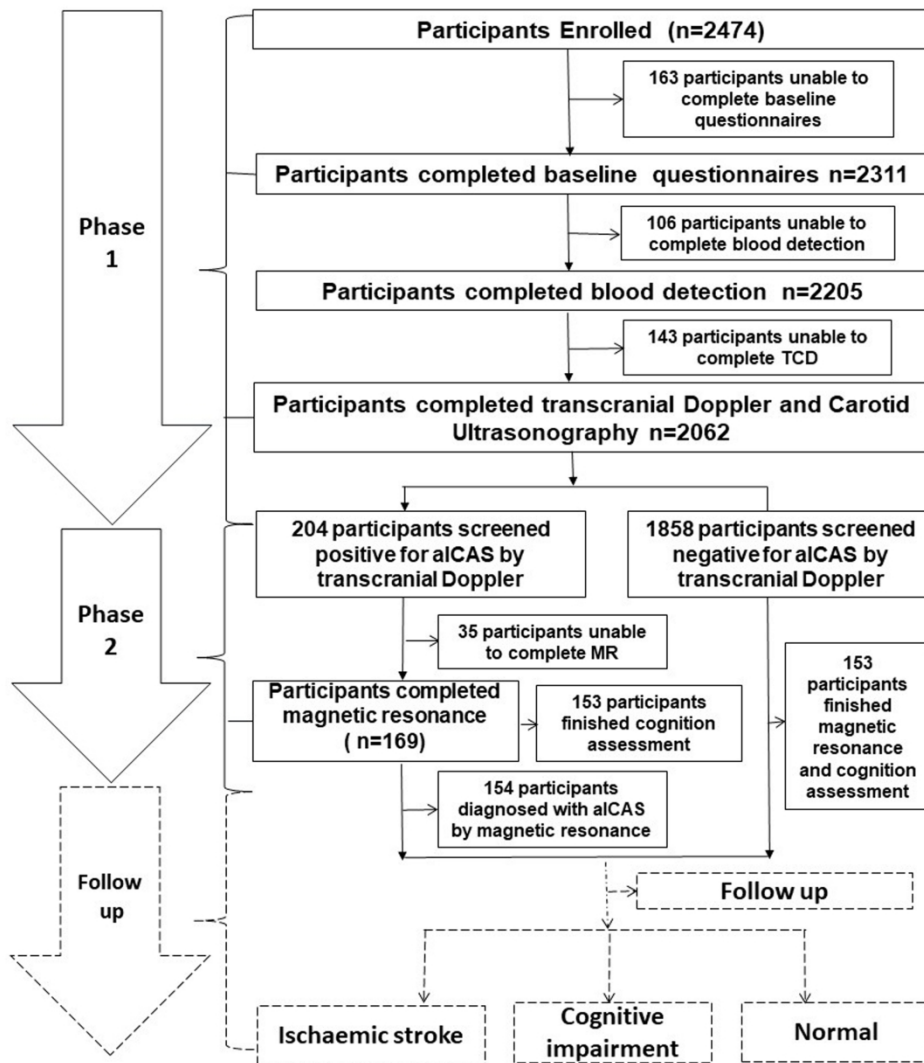 Participants Enrolled (n=2474)
163 participants unable to
complete baseline
questionnaires
Participants completed baseline questionnaires n=2311
Phase
1
106 participants unable to
complete blood detection
Participants completed blood detection n=2205
143 participants unable to
complete TCD
Participants completed transcranial Doppler and Carotid
Ultrasonography n=2062
204 participants screened
positive for aICAS by
transcranial Doppler
1858 participants screened
negative for aICAS by
transcranial Doppler
Phase
2
35 participants unable
to complete MR
Participants completed
magnetic resonance
( n=169)
153 participants
finished cognition
assessment
153
participants
finished
magnetic
resonance
and cognition
assessment
154 participants
diagnosed with aICAS
by magnetic resonance
Follow
up
Follow up
Ischaemic stroke
Cognitive
impairment
Normal